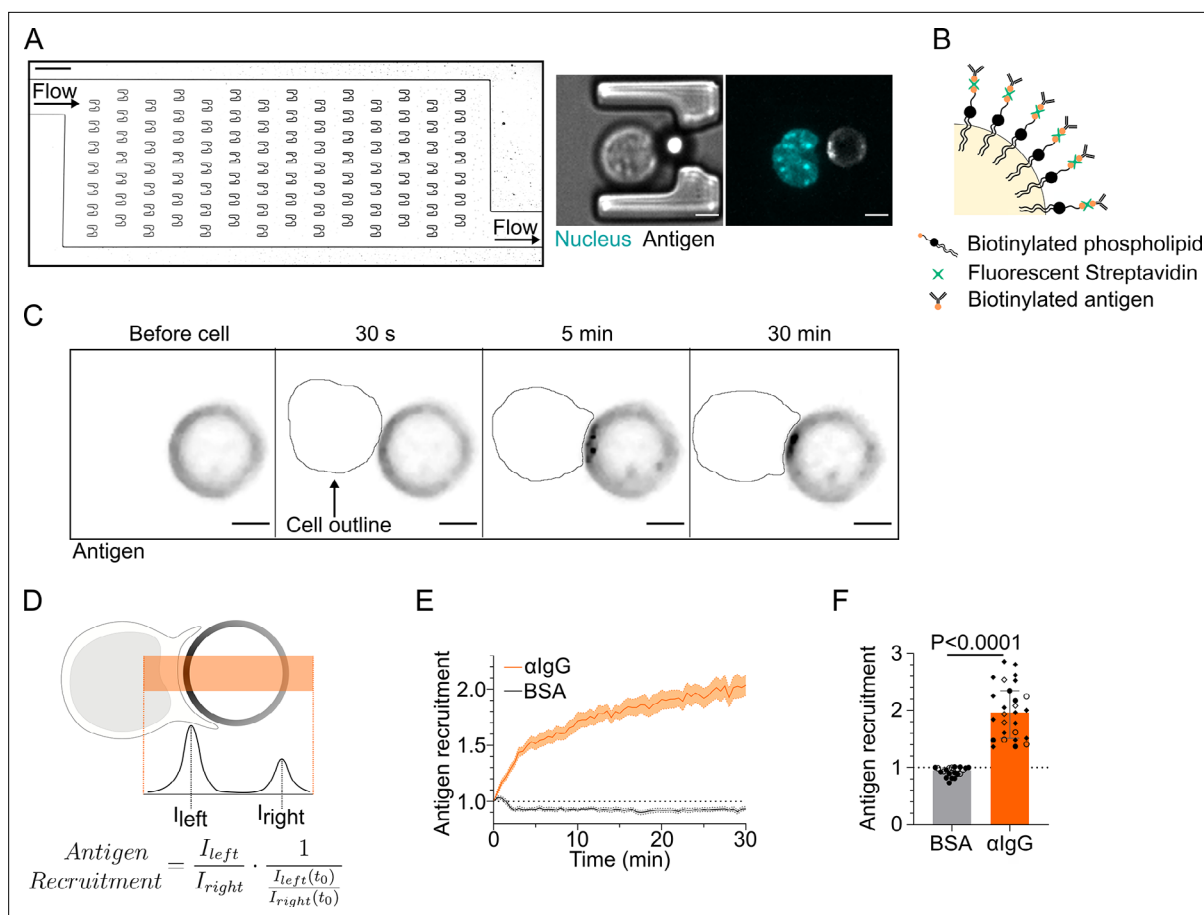 A
Flow
Flow
Nucleus Antigen
B
Biotinylated phospholipid
Fluorescent Streptavidin
Biotinylated antigen
C
Before cell
30 s
5 min
30 min
Cell outline
Antigen
D
I_left
I_right
Antigen Recruitment = I_left / I_right · 1 / (I_left(t_0) / I_right(t_0))
E
Antigen recruitment
αIgG
BSA
2.0
1.5
1.0
0
10
20
30
Time (min)
F
P<0.0001
Antigen recruitment
3
2
1
0
BSA
αIgG